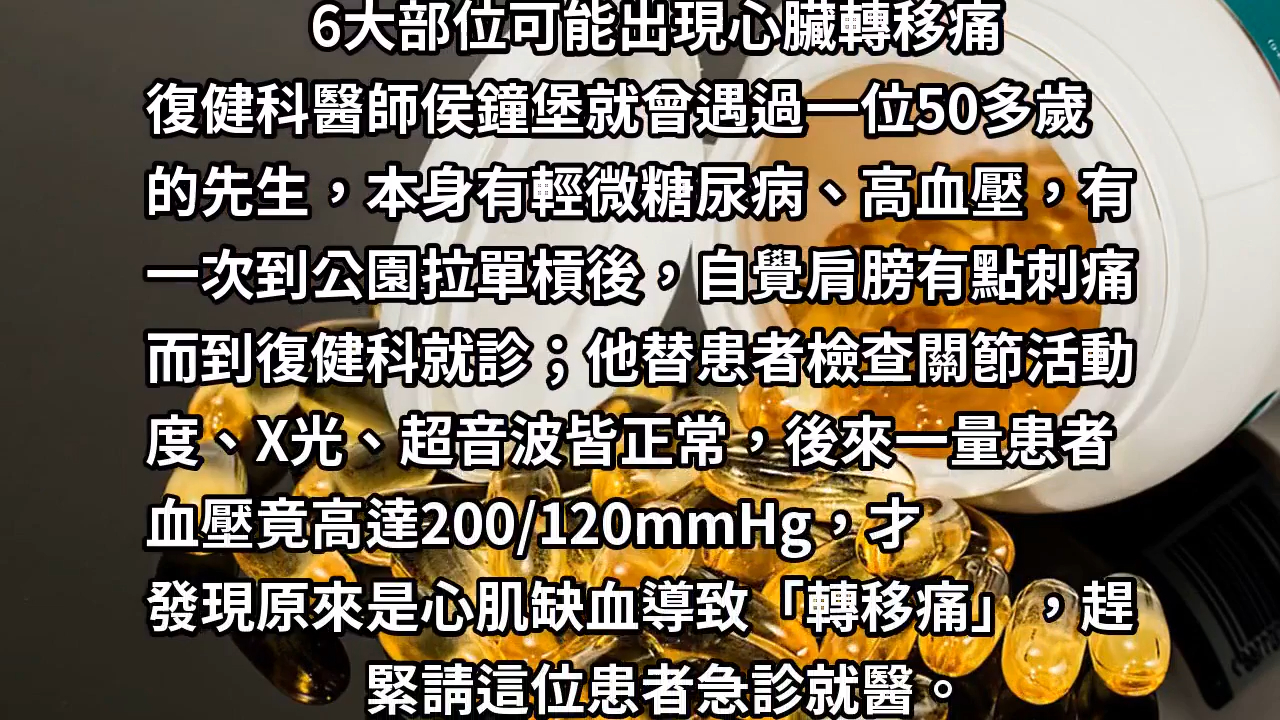 6大部位可能出現心臟轉移痛
復健科醫師侯鐘堡就曾遇過一位50多歲
的先生，本身有輕微糖尿病、高血壓，有
一次到公園拉單槓後，自覺肩膀有點刺痛
而到復健科就診；他替患者檢查關節活動
度、X光、超音波皆正常，後來一量患者
血壓竟高達200/120mmHg，才
發現原來是心肌缺血導致「轉移痛」，趕
緊請這位患者急診就醫。